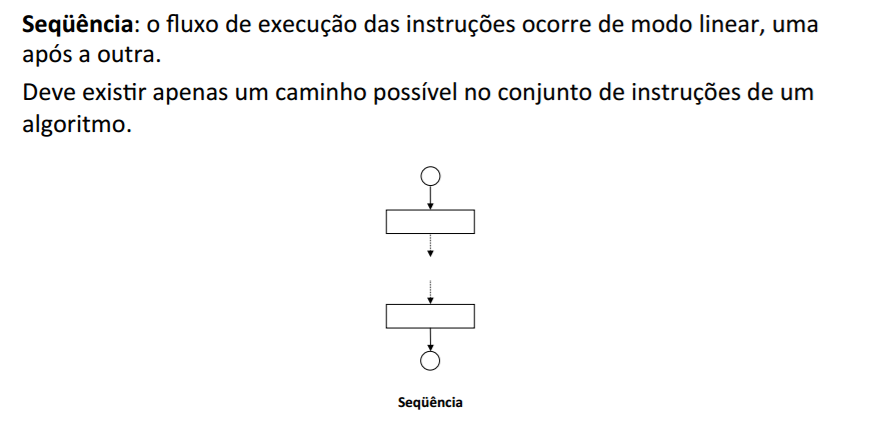 Seqüência: o fluxo de execução das instruções ocorre de modo linear, uma
após a outra.
Deve existir apenas um caminho possível no conjunto de instruções de um
algoritmo.
Seqüência